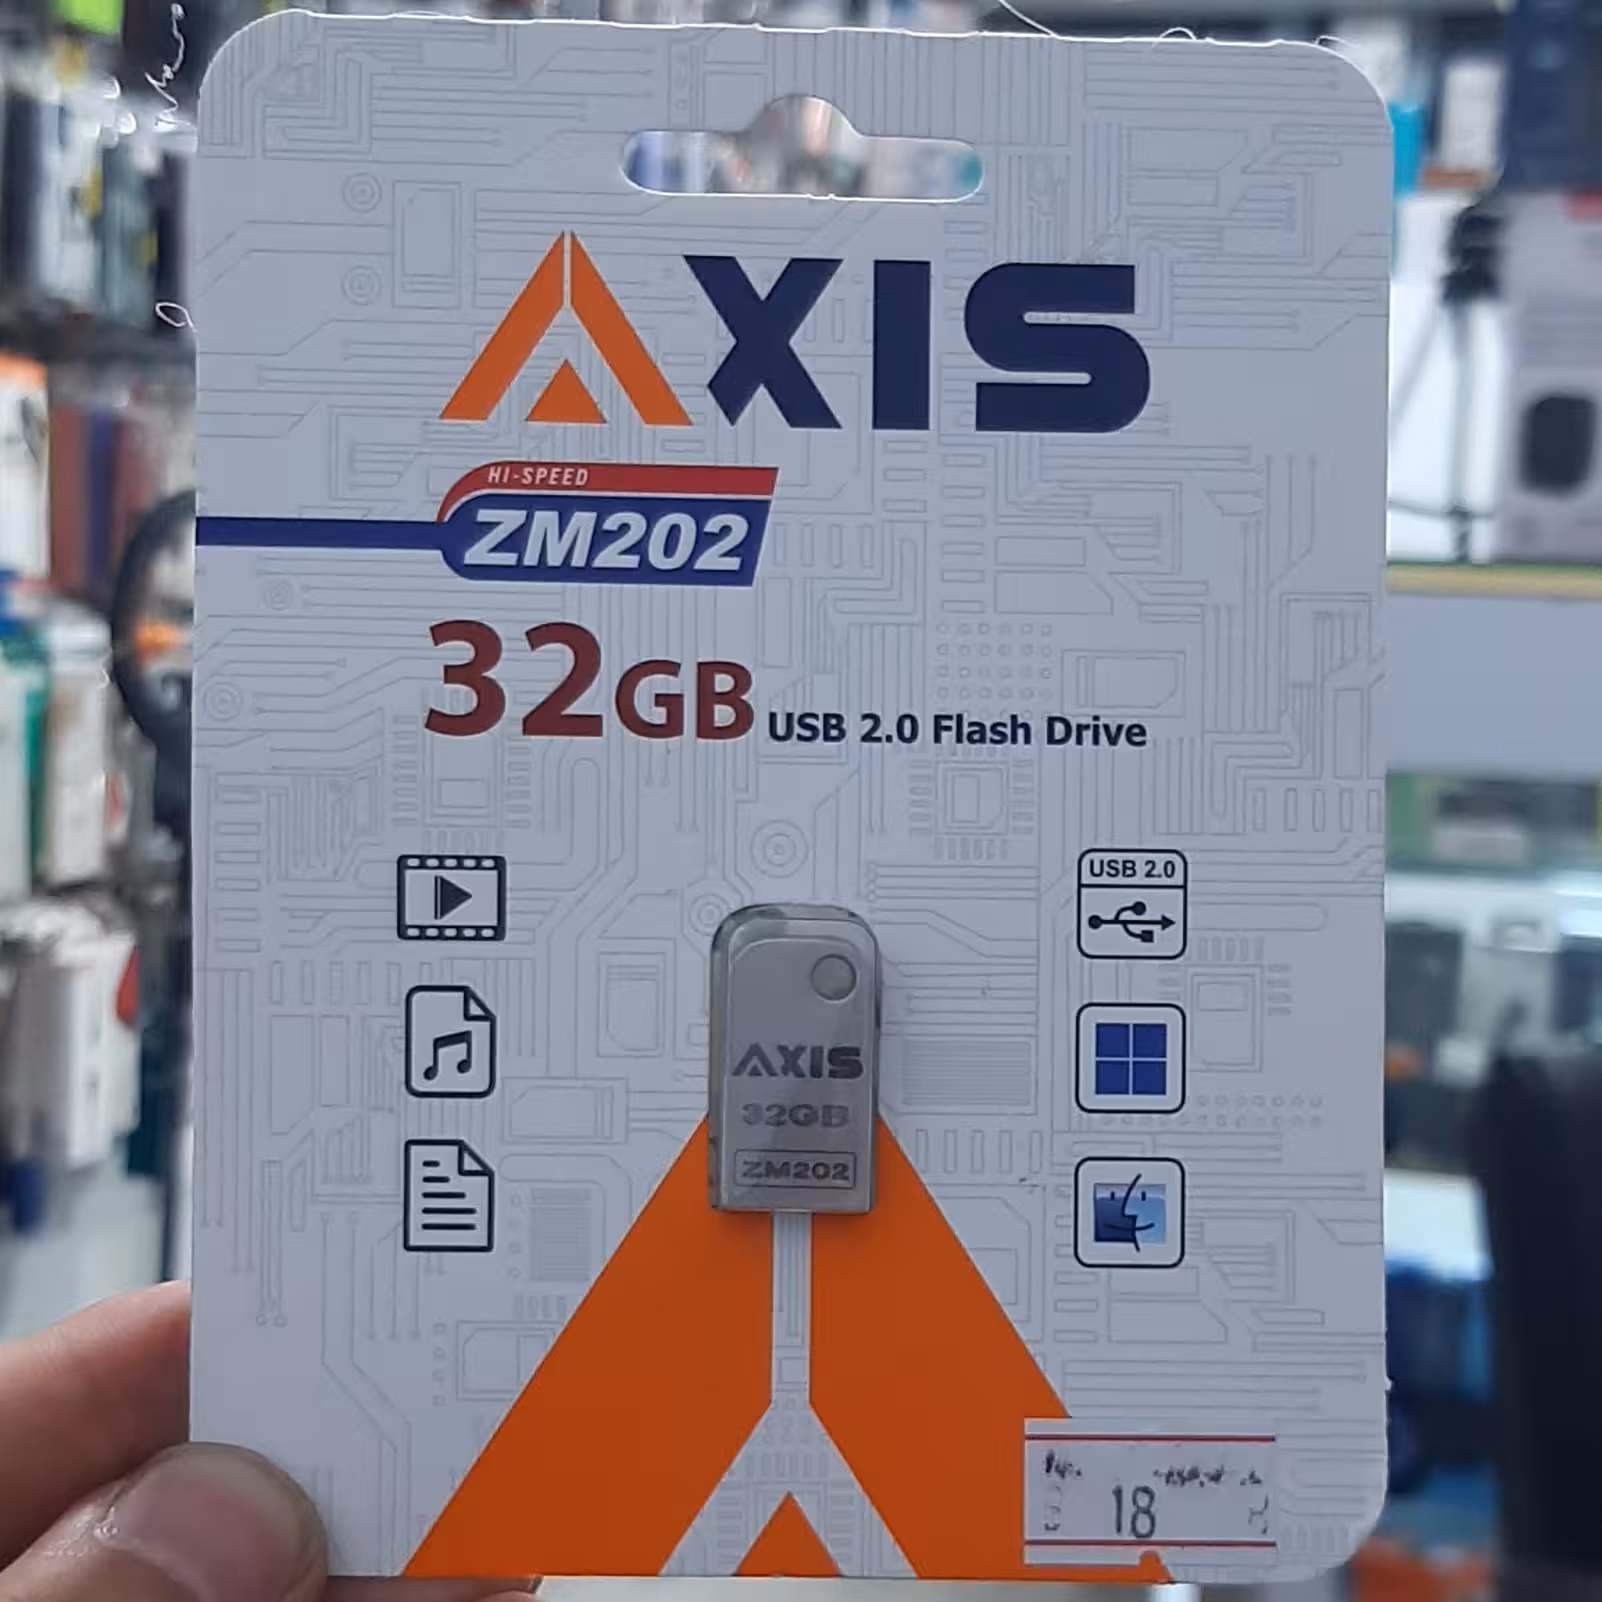 AXIS
HI-SPEED
ZM202
32GB USB 2.0 Flash Drive
USB 2.0
AXIS
32GB
ZM202
18